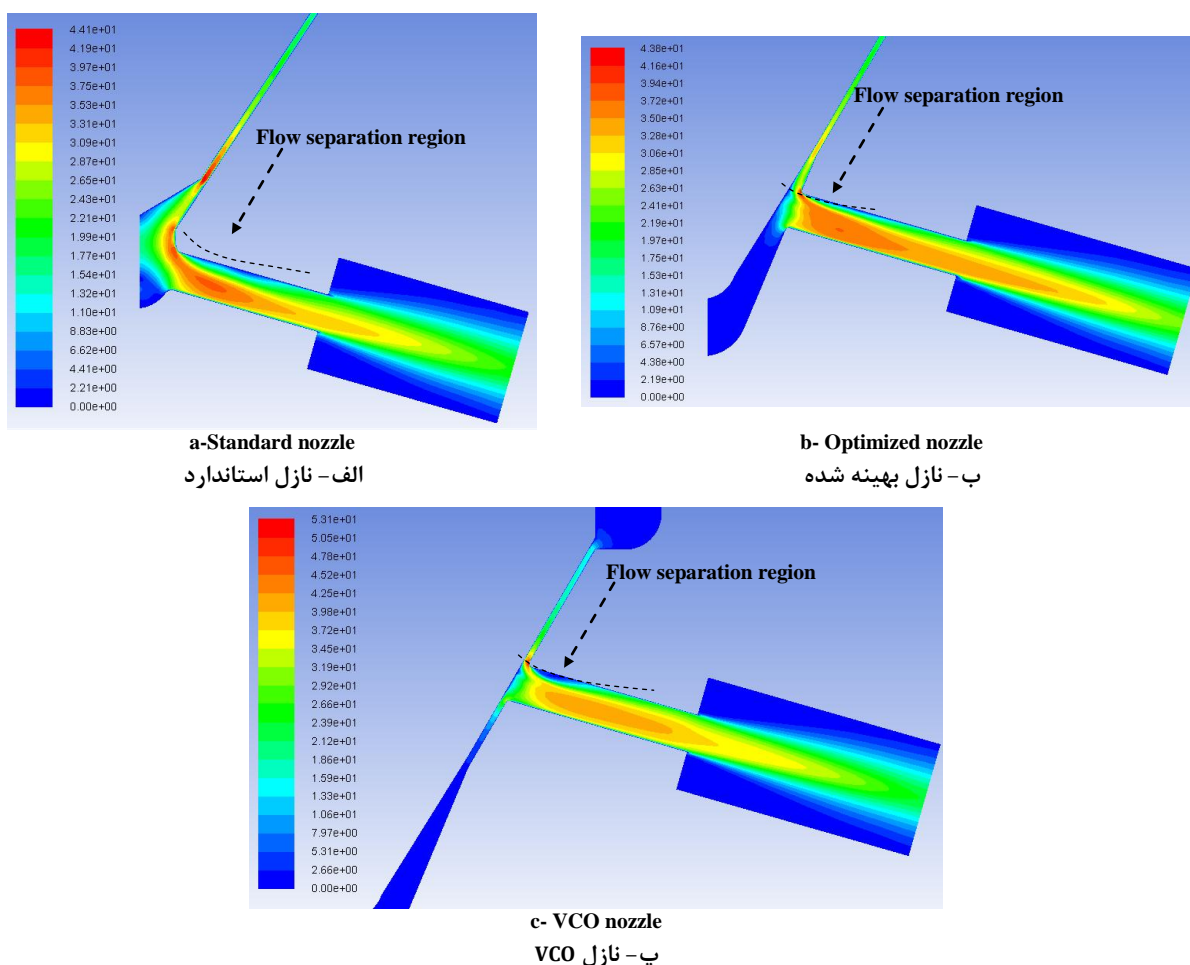 4.41e+01
4.19e+01
3.97e+01
3.75e+01
3.53e+01
3.31e+01
3.09e+01
2.87e+01
2.65e+01
2.43e+01
2.21e+01
1.99e+01
1.77e+01
1.54e+01
1.32e+01
1.10e+01
8.83e+00
6.62e+00
4.41e+00
2.21e+00
0.00e+00
Flow separation region
a-Standard nozzle
الف- نازل استاندارد
4.38e+01
4.16e+01
3.94e+01
3.72e+01
3.50e+01
3.28e+01
3.06e+01
2.85e+01
2.63e+01
2.41e+01
2.19e+01
1.97e+01
1.75e+01
1.53e+01
1.31e+01
1.09e+01
8.76e+00
6.57e+00
4.38e+00
2.19e+00
0.00e+00
Flow separation region
b- Optimized nozzle
ب- نازل بهینه شده
5.31e+01
5.05e+01
4.78e+01
4.52e+01
4.25e+01
3.98e+01
3.72e+01
3.45e+01
3.19e+01
2.92e+01
2.66e+01
2.39e+01
2.12e+01
1.86e+01
1.59e+01
1.33e+01
1.06e+01
7.97e+00
5.31e+00
2.66e+00
0.00e+00
Flow separation region
c- VCO nozzle
پ- نازل VCO